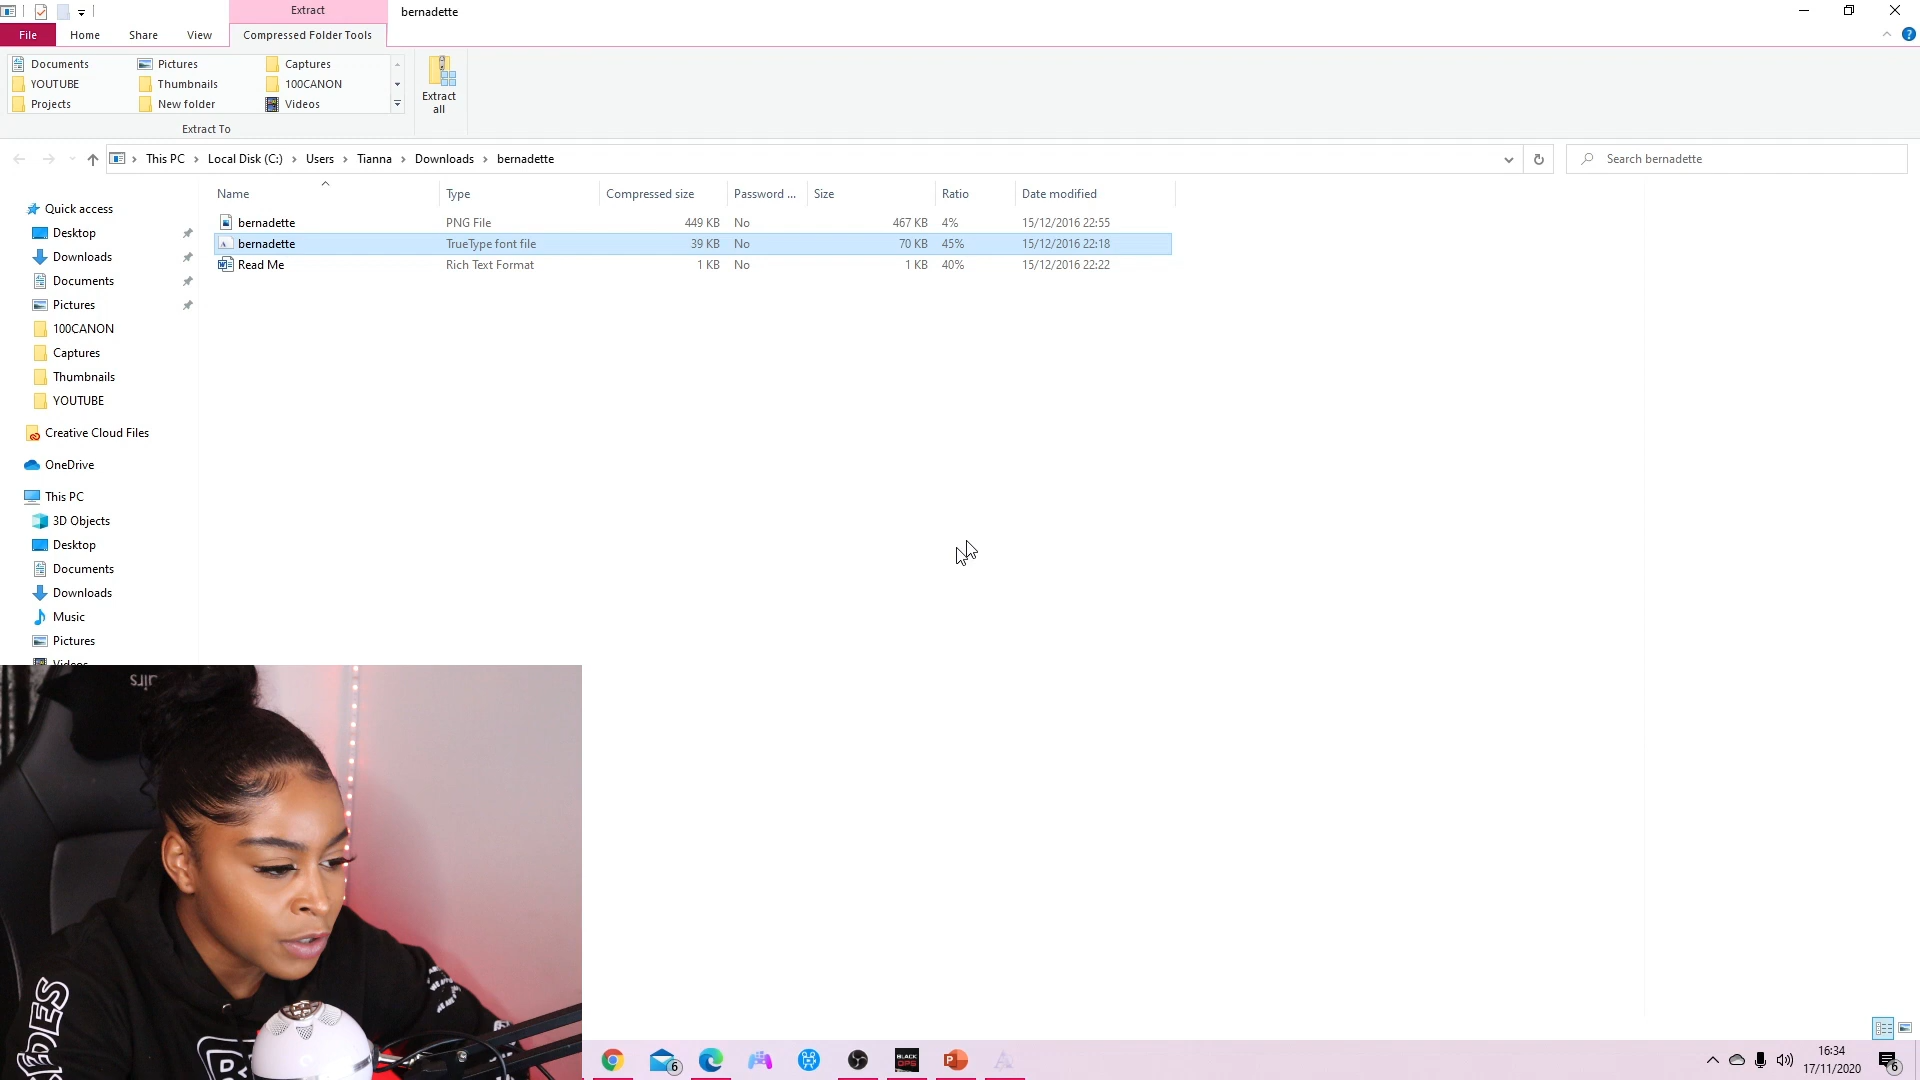 Extract
bernadette
File
Home
Share
View
Compressed Folder Tools
Documents
Pictures
Captures
YOUTUBE
Thumbnails
100CANON
Projects
New folder
Videos
Extract To
Extract
all
This PC
Local Disk (C:)
Users
Tianna
Downloads
bernadette
Search bernadette
Name
Type
Compressed size
Password ...
Size
Ratio
Date modified
bernadette PNG File 449 KB No 467 KB 4% 15/12/2016 22:55
bernadette TrueType font file 39 KB No 70 KB 45% 15/12/2016 22:18
Read Me Rich Text Format 1 KB No 1 KB 40% 15/12/2016 22:22
Quick access
Desktop
Downloads
Documents
Pictures
100CANON
Captures
Thumbnails
YOUTUBE
Creative Cloud Files
OneDrive
This PC
3D Objects
Desktop
Documents
Downloads
Music
Pictures
Videos
6
BLACK
OPS
16:34
17/11/2020
6